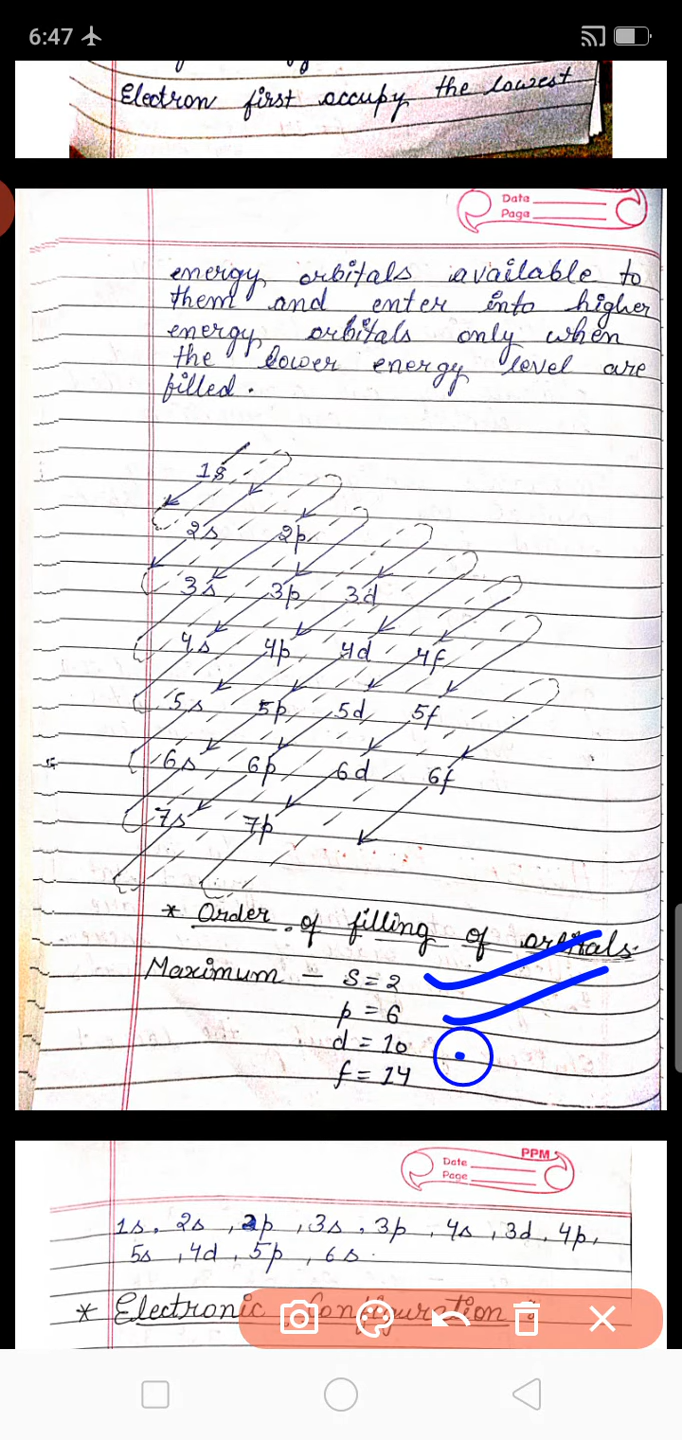 6:47
Electron first occupy the lowest
Date
Page
energy orbitals available to
them and enter into higher
energy orbitals only when
the lower energy level are
filled.
1s
2s 2p
3s 3p 3d
4s 4p 4d 4f
5s 5p 5d 5f
6s 6p 6d 6f
7s 7p
* Order of filling of orbitals.
Maximum - s=2
p = 6
d = 10
f = 14
PPM
Date
Page
1s, 2s, 2p, 3s, 3p, 4s, 3d, 4p,
5s, 4d, 5p, 6s.
* Electronic Configuration :